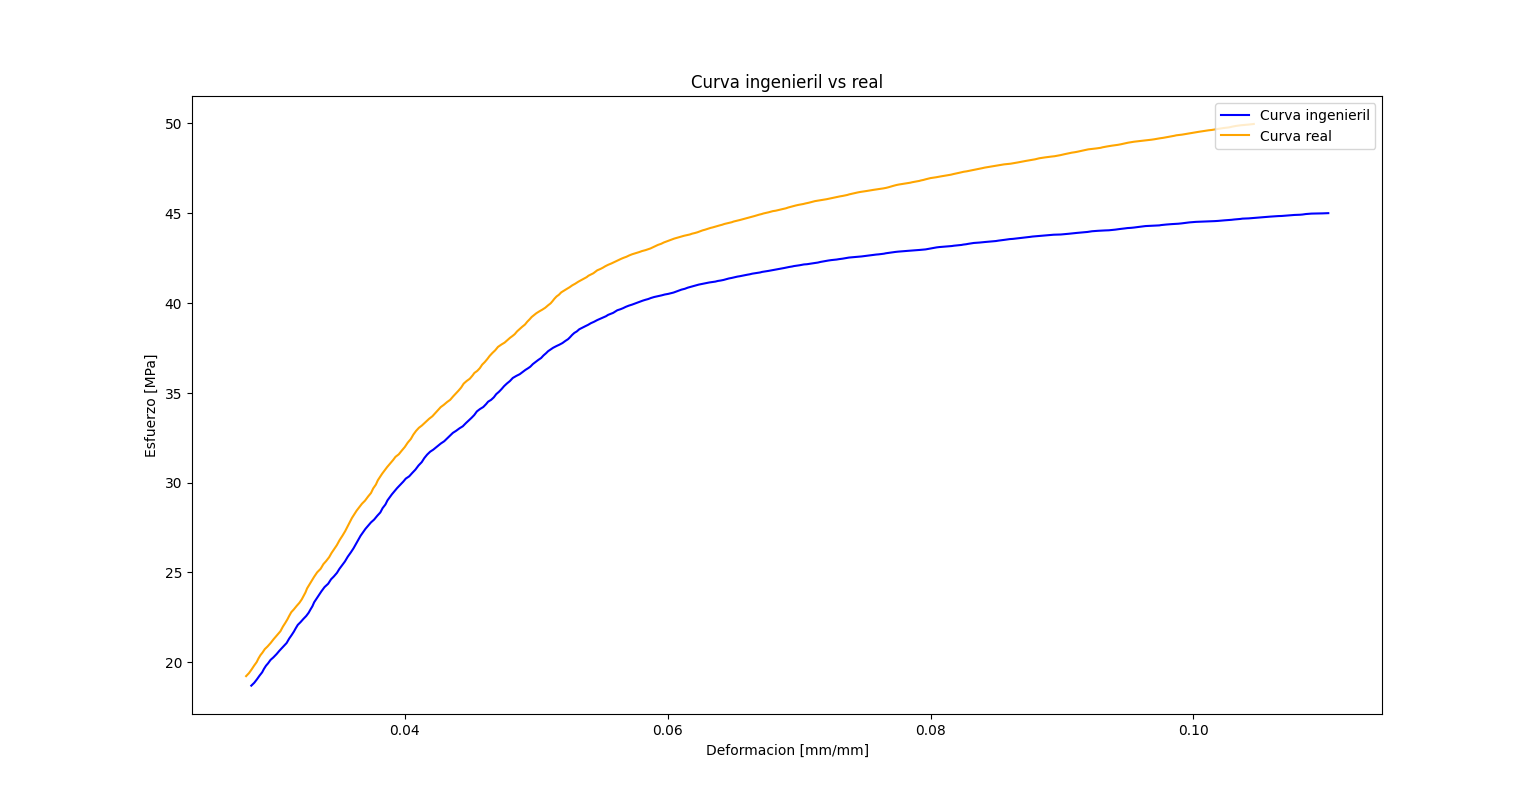 Curva ingenieril vs real
Curva ingenieril
Curva real
50
45
40
35
30
25
20
Esfuerzo [MPa]
0.04
0.06
0.08
0.10
Deformacion [mm/mm]